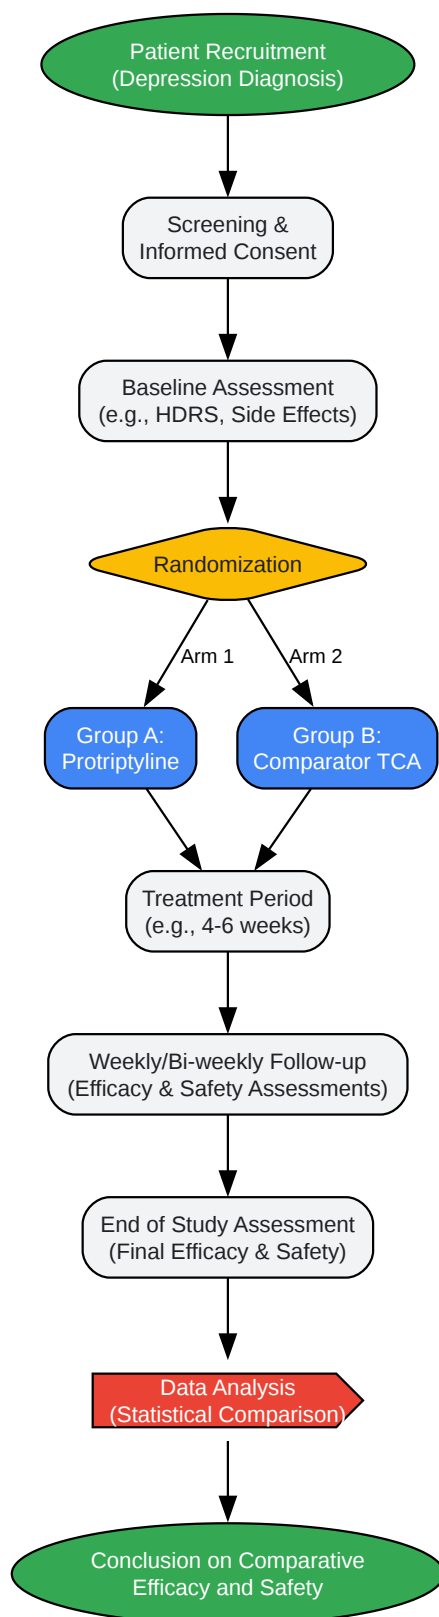 Patient Recruitment
(Depression Diagnosis)
Screening &
Informed Consent
Baseline Assessment
(e.g., HDRS, Side Effects)
Randomization
Arm 1
Arm 2
Group A:
Protriptyline
Group B:
Comparator TCA
Treatment Period
(e.g., 4-6 weeks)
Weekly/Bi-weekly Follow-up
(Efficacy & Safety Assessments)
End of Study Assessment
(Final Efficacy & Safety)
Data Analysis
(Statistical Comparison)
Conclusion on Comparative
Efficacy and Safety